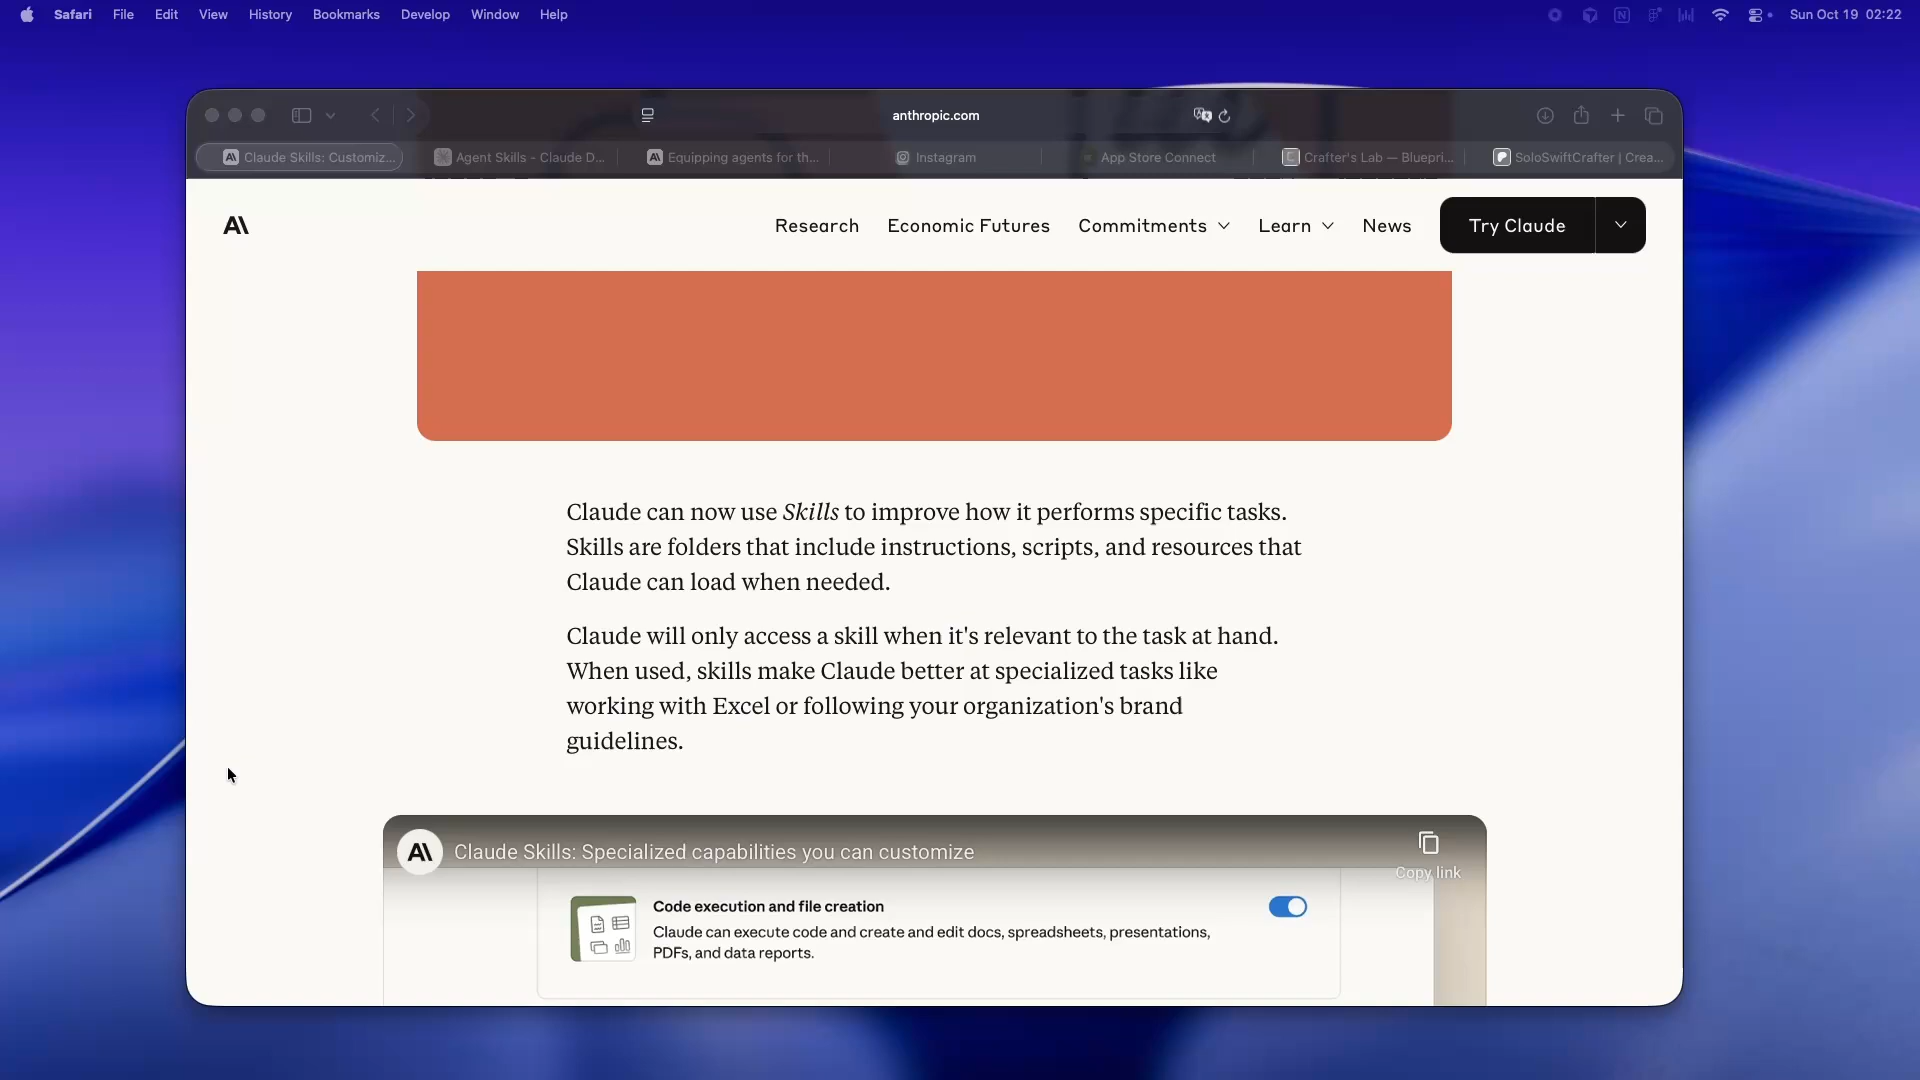 Safari File Edit View History Bookmarks Develop Window Help
Sun Oct 19 02:22
anthropic.com
Claude Skills: Customiz...
Agent Skills - Claude D...
Equipping agents for th...
Instagram
App Store Connect
Crafter's Lab — Bluepri...
SoloSwiftCrafter | Crea...
Research
Economic Futures
Commitments
Learn
News
Try Claude
Claude can now use Skills to improve how it performs specific tasks.
Skills are folders that include instructions, scripts, and resources that
Claude can load when needed.
Claude will only access a skill when it's relevant to the task at hand.
When used, skills make Claude better at specialized tasks like
working with Excel or following your organization's brand
guidelines.
Claude Skills: Specialized capabilities you can customize
Copy link
Code execution and file creation
Claude can execute code and create and edit docs, spreadsheets, presentations,
PDFs, and data reports.